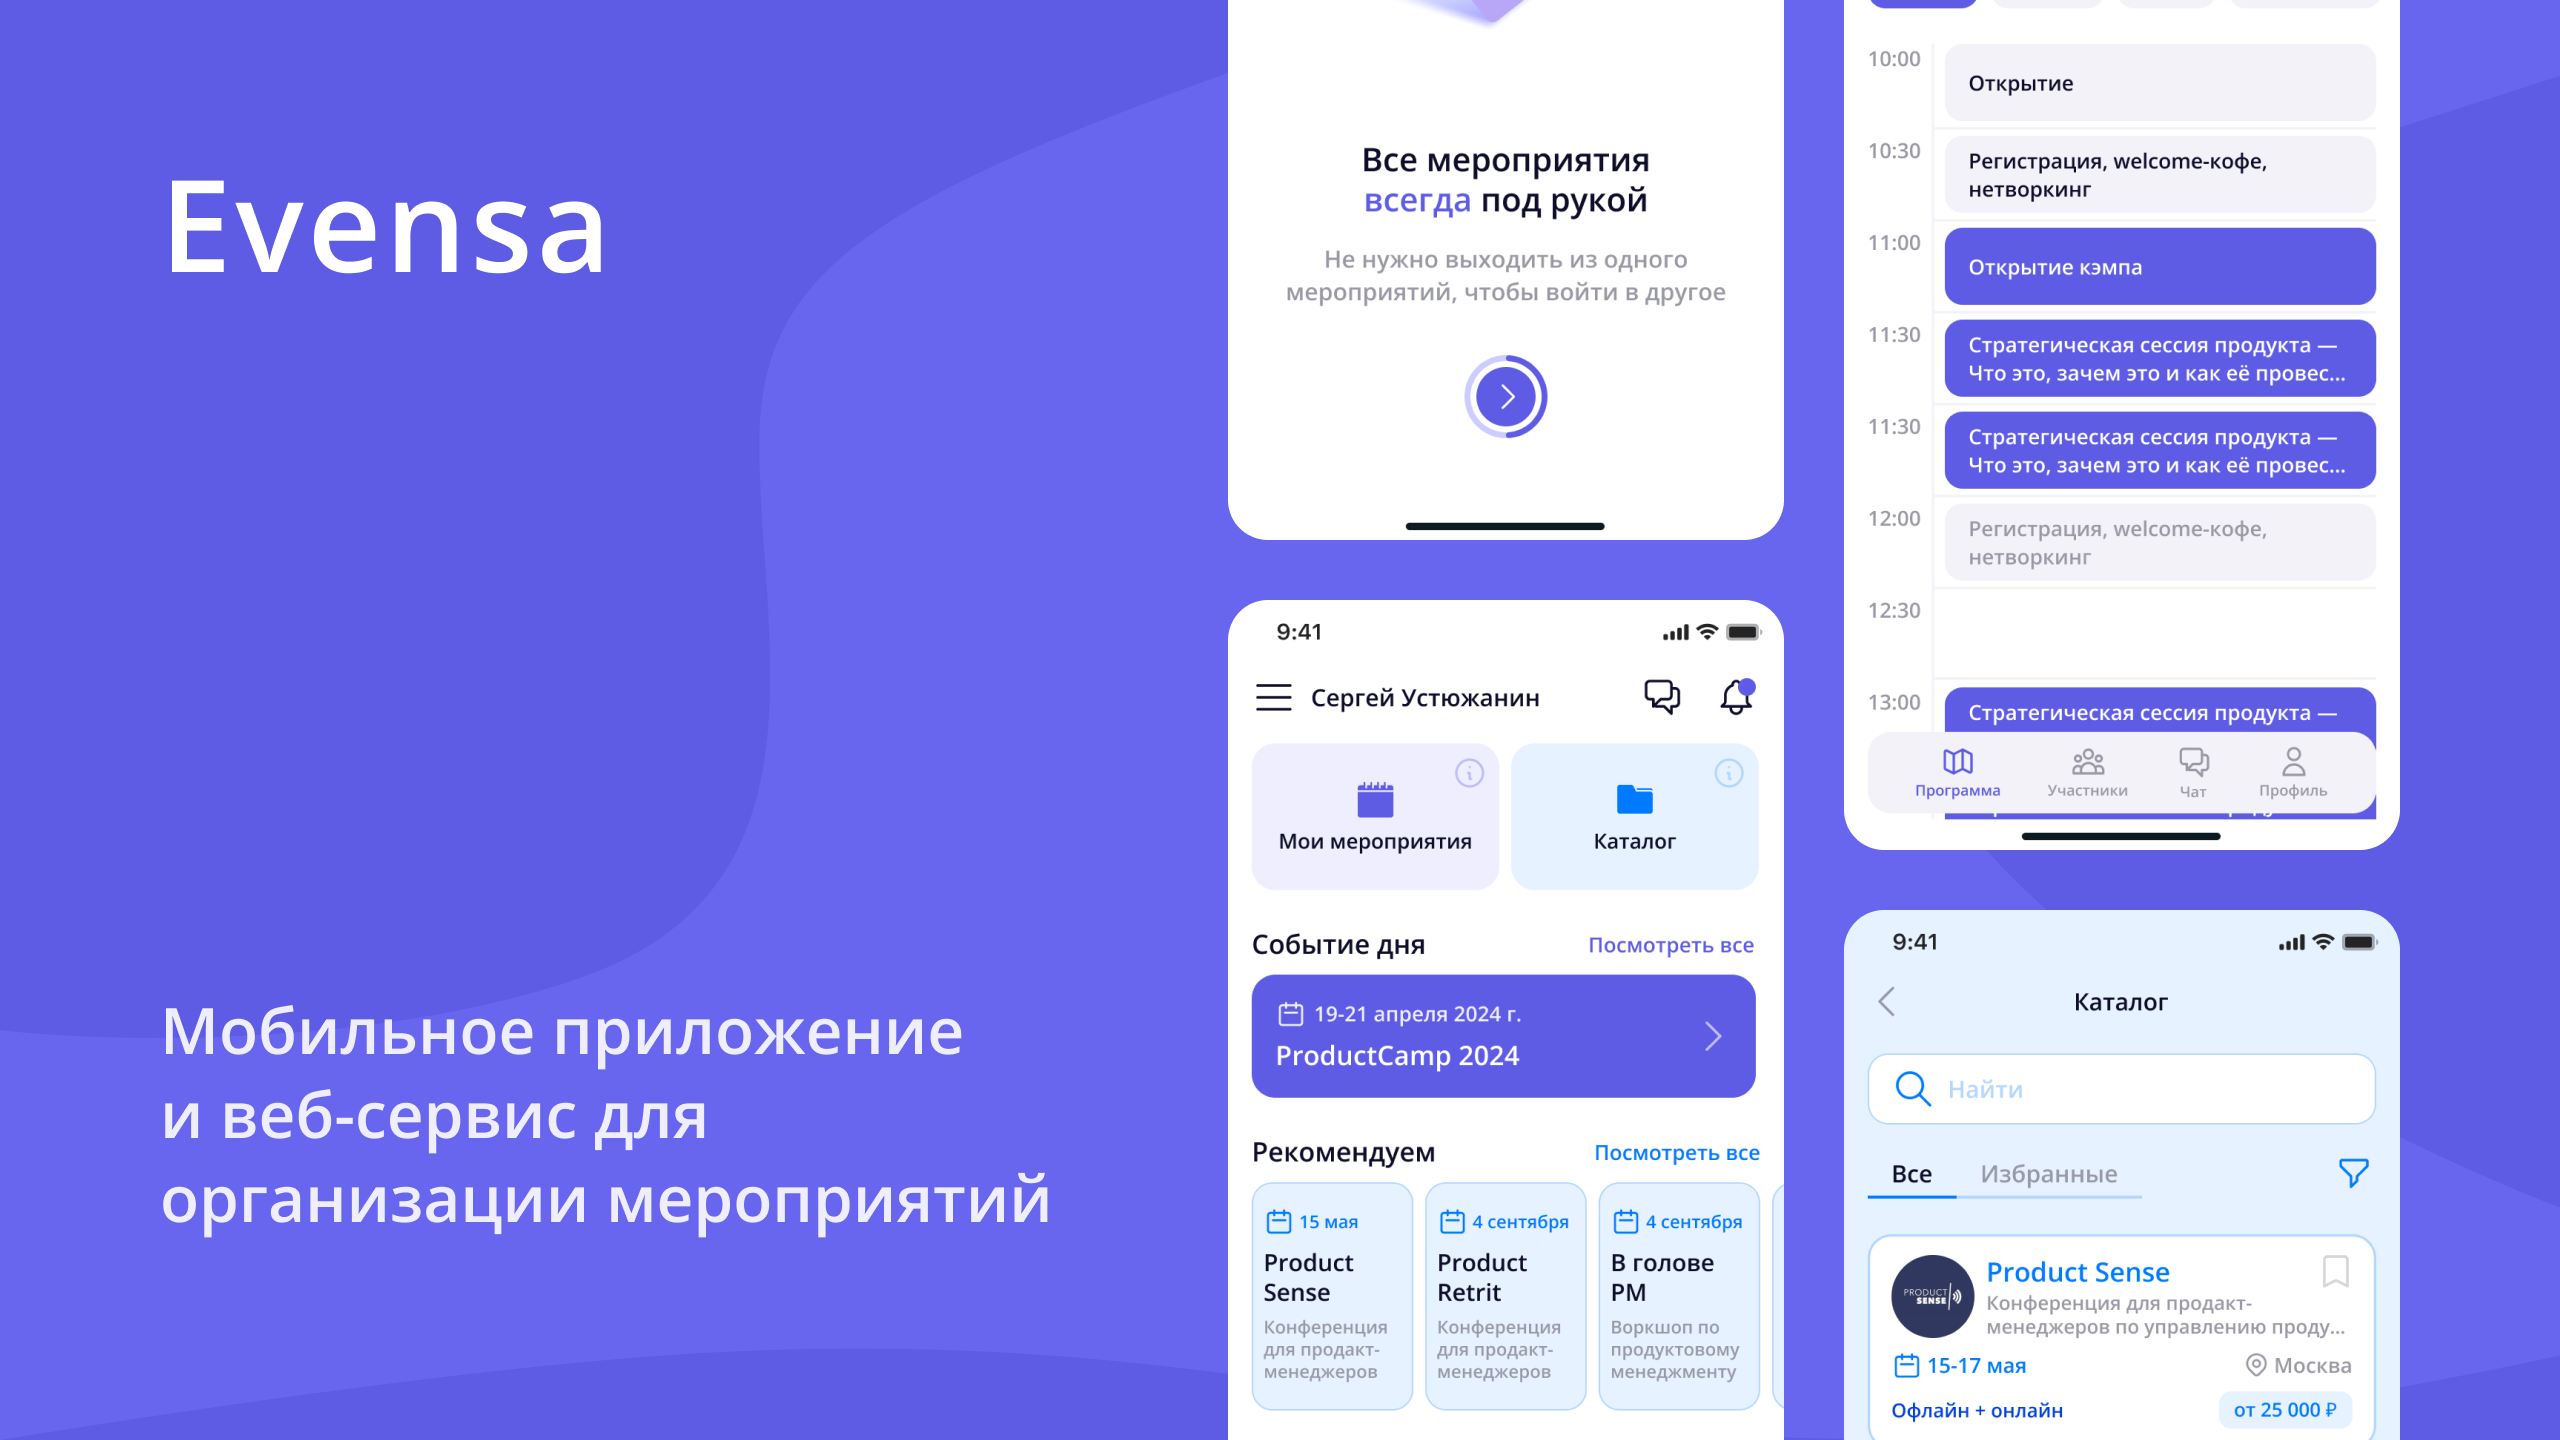 Evensa
Мобильное приложение
и веб-сервис для
организации мероприятий
Все мероприятия
всегда под рукой
Не нужно выходить из одного
мероприятий, чтобы войти в другое
9:41
Сергей Устюжанин
Мои мероприятия
Каталог
Событие дня
Посмотреть все
19-21 апреля 2024 г.
ProductCamp 2024
Рекомендуем
Посмотреть все
15 мая
Product
Sense
Конференция
для продакт-
менеджеров
4 сентября
Product
Retrit
Конференция
для продакт-
менеджеров
4 сентября
В голове
PM
Воркшоп по
продуктовому
менеджменту
10:00
Открытие
10:30
Регистрация, welcome-кофе,
нетворкинг
11:00
Открытие кэмпа
11:30
Стратегическая сессия продукта —
Что это, зачем это и как её провес...
11:30
Стратегическая сессия продукта —
Что это, зачем это и как её провес...
12:00
Регистрация, welcome-кофе,
нетворкинг
12:30
13:00
Стратегическая сессия продукта —
Программа
Участники
Чат
Профиль
9:41
Каталог
Найти
Все
Избранные
PRODUCT
SENSE
Product Sense
Конференция для продакт-
менеджеров по управлению проду...
15-17 мая
Москва
Офлайн + онлайн
от 25 000 ₽